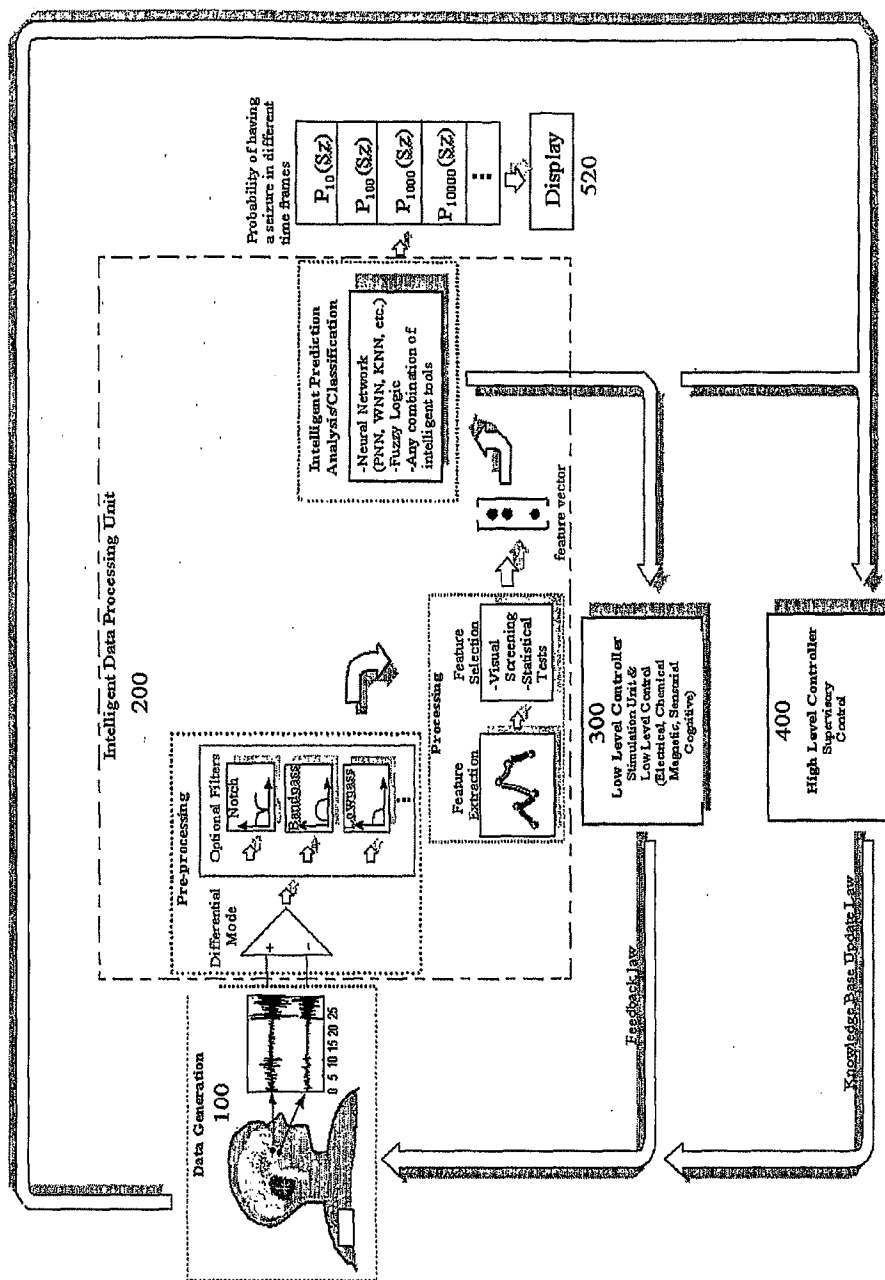 Data Generation
100
0 5 10 15 20 25
Intelligent Data Processing Unit
200
Pre-processing
Differential
Mode
+
-
Optional Filters
Notch
Bandpass
Lowpass
Processing
Feature
Extraction
Feature
Selection
-Visual
Screening
-Statistical
Tests
feature vector
Intelligent Prediction
Analysis/Classification
-Neural Network
(PNN, WNN, KNN, etc.)
-Fuzzy Logic
-Any combination of
intelligent tools
Probability of having
a seizure in different
time frames
P10(SZ)
P100(SZ)
P1000(SZ)
P10000(SZ)
Display
520
300
Low Level Controller
Stimulation Unit &
Low Level Control
(Electrical, Chemical
Magnetic, Sensorial
Cognitive)
Feedback law
400
High Level Controller
Supervisory
Control
Knowledge Base Update Law